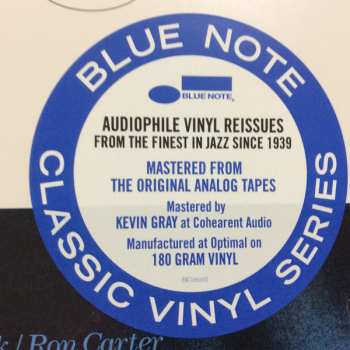 BLUE NOTE
BLUE NOTE
AUDIOPHILE VINYL REISSUES
FROM THE FINEST IN JAZZ SINCE 1939
MASTERED FROM
THE ORIGINAL ANALOG TAPES
Mastered by
KEVIN GRAY at Cohearent Audio
Manufactured at Optimal on
180 GRAM VINYL
CLASSIC VINYL SERIES
/ Ron Carter